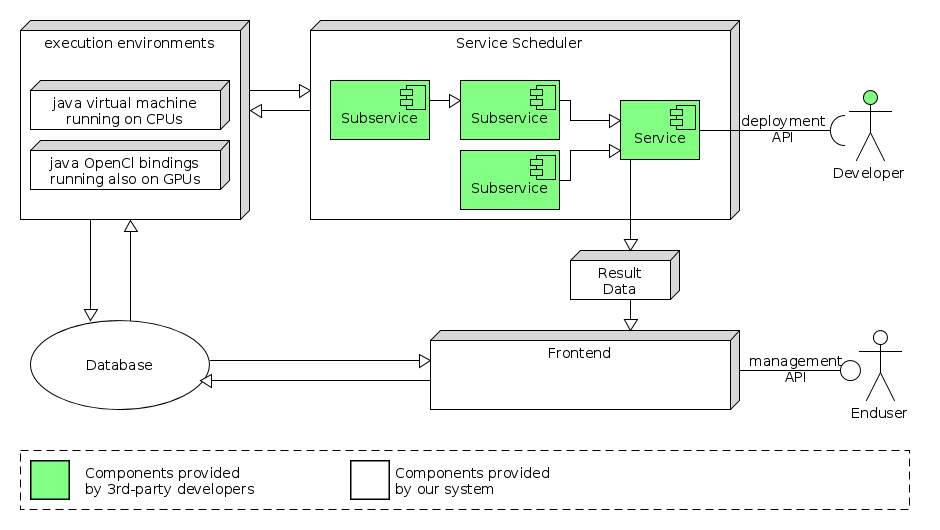 execution environments
java virtual machine
running on CPUs
java OpenCl bindings
running also on GPUs
Service Scheduler
Subservice
Subservice
Subservice
Service
deployment
API
Developer
Result
Data
Database
Frontend
management
API
Enduser
Components provided
by 3rd-party developers
Components provided
by our system